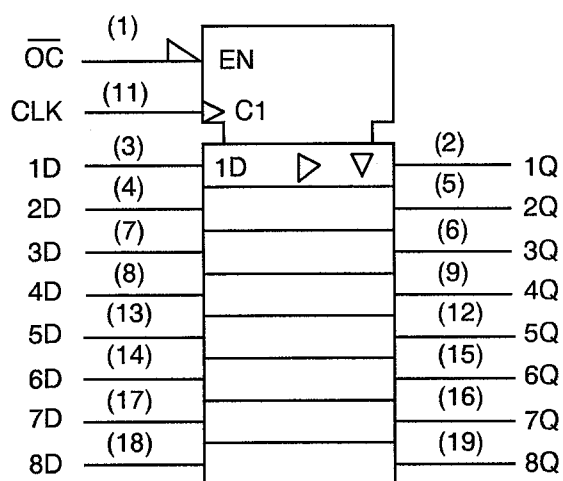 (1)
OC EN
(11)
CLK C1
(3) (2)
1D 1D 1Q
(4) (5)
2D 2Q
(7) (6)
3D 3Q
(8) (9)
4D 4Q
(13) (12)
5D 5Q
(14) (15)
6D 6Q
(17) (16)
7D 7Q
(18) (19)
8D 8Q